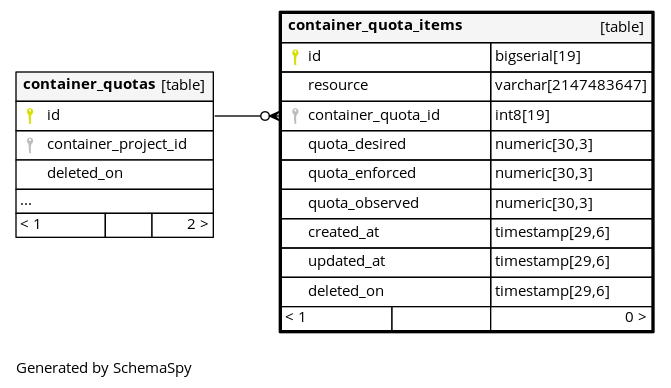 container_quotas [table]
id
container_project_id
deleted_on
...
< 1 2 >
container_quota_items [table]
id bigserial[19]
resource varchar[2147483647]
container_quota_id int8[19]
quota_desired numeric[30,3]
quota_enforced numeric[30,3]
quota_observed numeric[30,3]
created_at timestamp[29,6]
updated_at timestamp[29,6]
deleted_on timestamp[29,6]
< 1 0 >
Generated by SchemaSpy